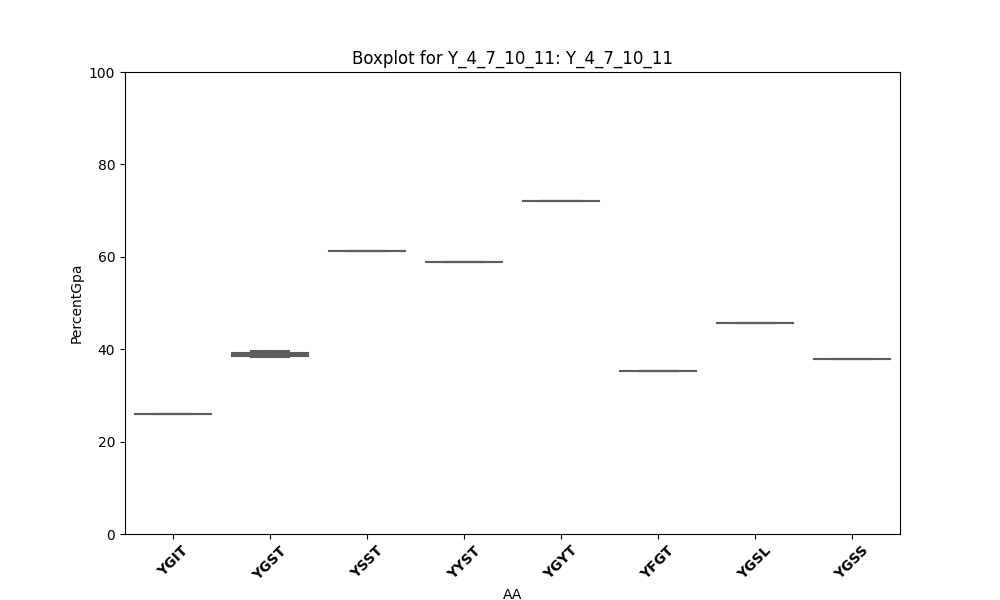 Boxplot for Y_4_7_10_11: Y_4_7_10_11
100
80
60
40
20
0
PercentGpa
YGIT
YGST
YSST
YYST
YGYT
YFGT
YGSL
YGSS
AA